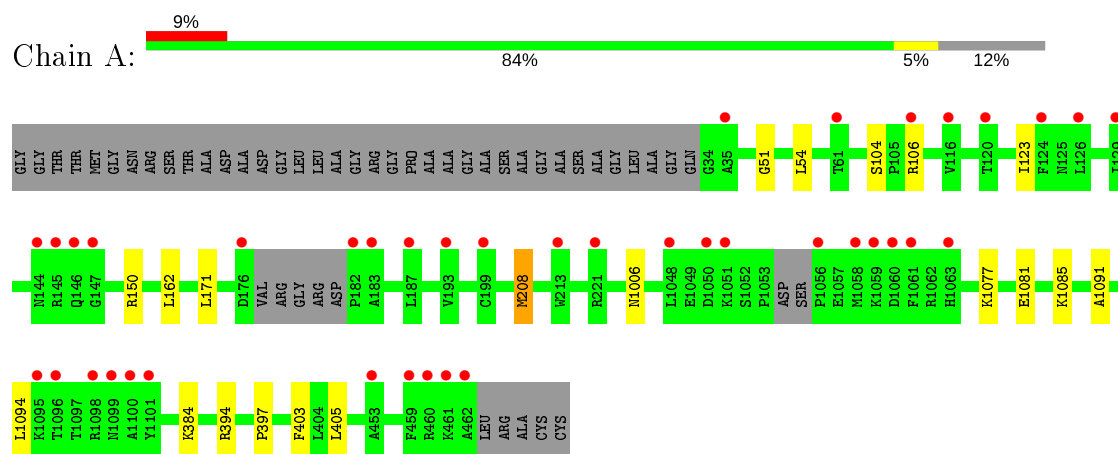 9%
Chain A:
84% 5% 12%
GLY GLY THR THR MET GLY ASN ARG SER THR ALA ASP ALA ASP GLY LEU LEU ALA GLY ARG GLY PRO ALA ALA GLY ALA SER ALA GLY ALA SER ALA GLY LEU ALA GLY GLN G34 A35 G51 L54 T61 S104 P105 R106 V116 T120 I123 F124 N125 L126 I129
N144 R145 Q146 G147 R150 L162 L171 D176 VAL ARG GLY ARG ASP P182 A183 L187 V193 C199 M208 W213 R221 N1006 L1048 E1049 D1050 K1051 S1052 P1053 ASP SER P1056 E1057 M1058 K1059 D1060 F1061 R1062 H1063 K1077 E1081 K1085 A1091
L1094 K1095 T1096 T1097 R1098 N1099 A1100 Y1101 K384 R394 P397 F403 L404 L405 A453 F459 R460 K461 A462 LEU ARG ALA CYS CYS